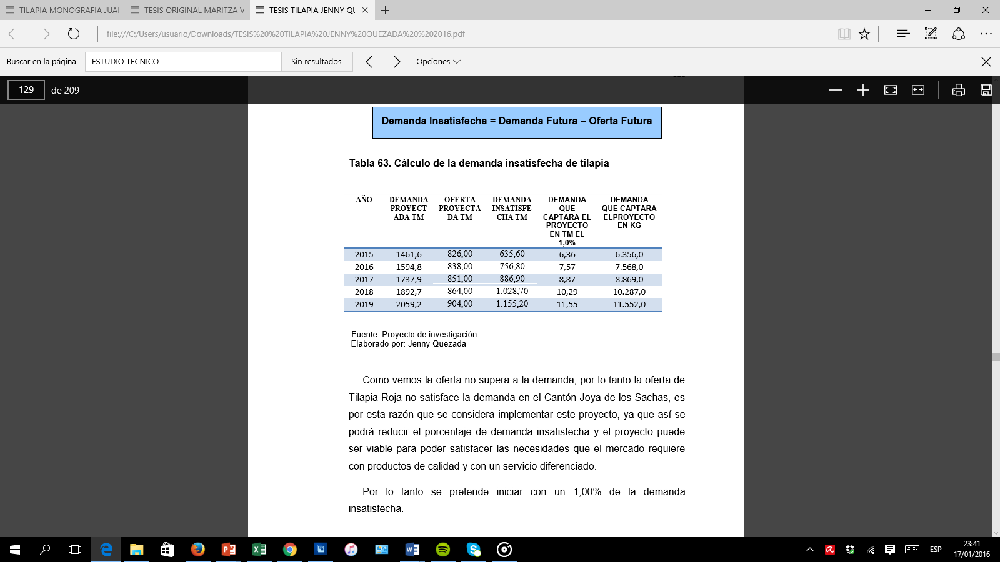 TILAPIA MONOGRAFÍA JUAI
TESIS ORIGINAL MARITZA V
TESIS TILAPIA JENNY QU
file:///C:/Users/usuario/Downloads/TESIS%20%20TILAPIA%20JENNY%20QUEZADA%20%202016.pdf
Buscar en la página
ESTUDIO TECNICO
Sin resultados
Opciones
129 de 209
Demanda Insatisfecha = Demanda Futura – Oferta Futura
Tabla 63. Cálculo de la demanda insatisfecha de tilapia
AÑO DEMANDA OFERTA DEMANDA DEMANDA DEMANDA
PROYECT PROYECTA INSATISFE QUE QUE CAPTARA
ADA TM DA TM CHA TM CAPTARA EL ELPROYECTO
PROYECTO EN KG
EN TM EL
1,0%
2015 1461,6 826,00 635,60 6,36 6.356,0
2016 1594,8 838,00 756,80 7,57 7.568,0
2017 1737,9 851,00 886,90 8,87 8.869,0
2018 1892,7 864,00 1.028,70 10,29 10.287,0
2019 2059,2 904,00 1.155,20 11,55 11.552,0
Fuente: Proyecto de investigación.
Elaborado por: Jenny Quezada
Como vemos la oferta no supera a la demanda, por lo tanto la oferta de
Tilapia Roja no satisface la demanda en el Cantón Joya de los Sachas, es
por esta razón que se considera implementar este proyecto, ya que así se
podrá reducir el porcentaje de demanda insatisfecha y el proyecto puede
ser viable para poder satisfacer las necesidades que el mercado requiere
con productos de calidad y con un servicio diferenciado.
Por lo tanto se pretende iniciar con un 1,00% de la demanda
insatisfecha.
ESP
23:41
17/01/2016